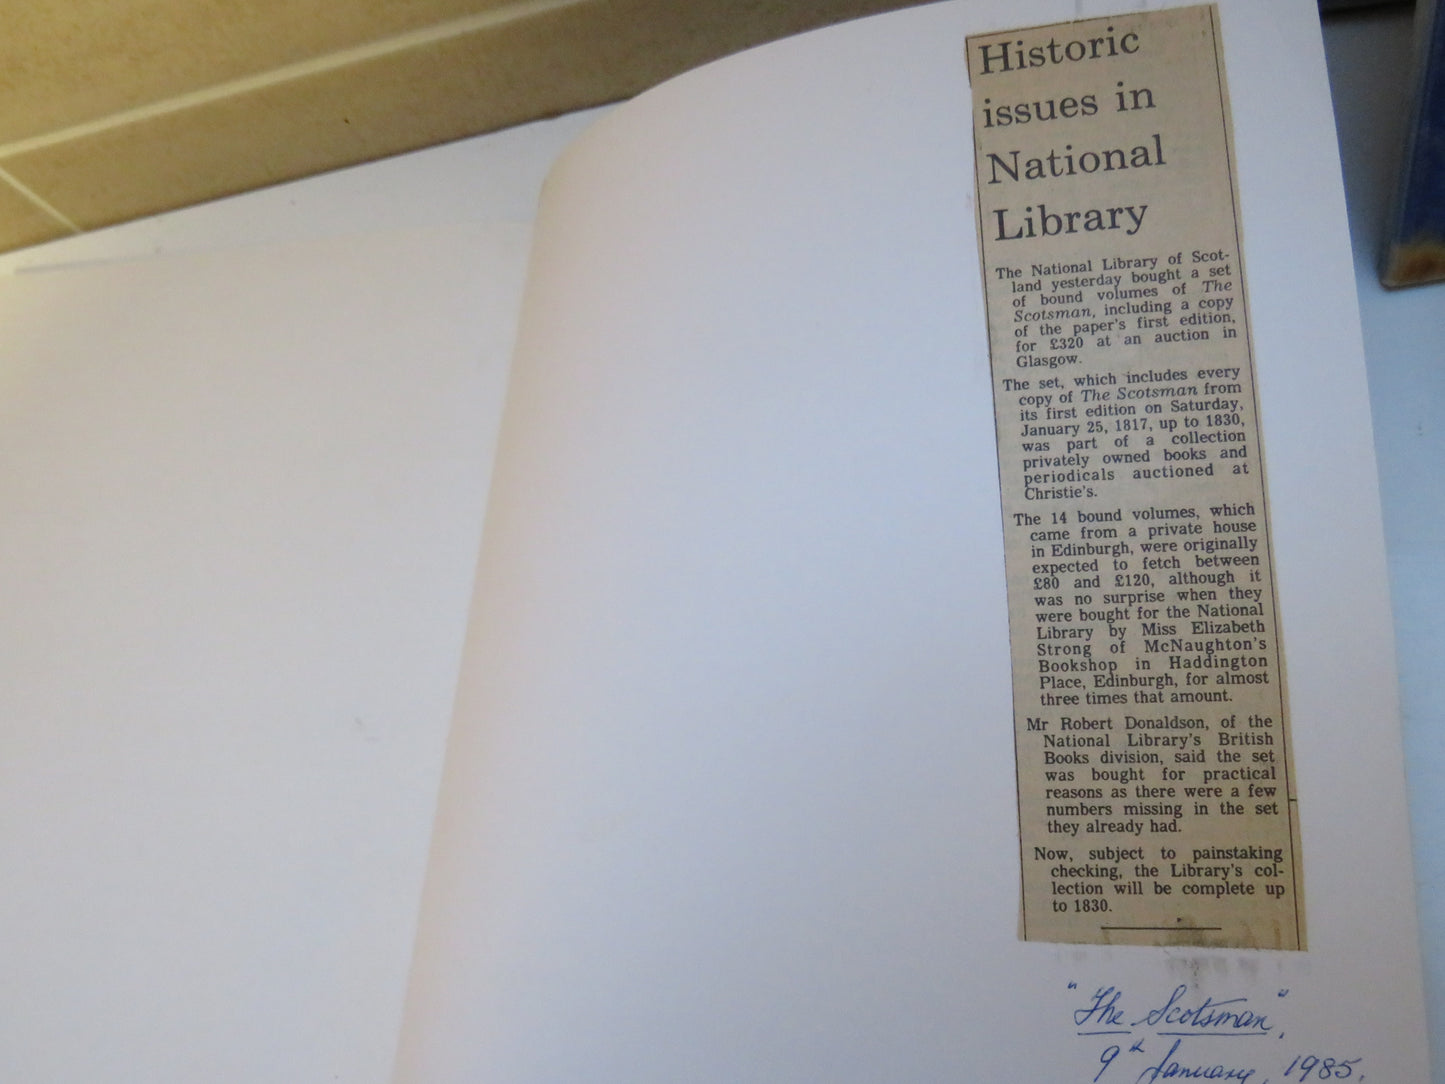 Historic
issues in
National
Library
The National Library of Scot-
land yesterday bought a set
of bound volumes of The
Scotsman, including a copy
of the paper's first edition,
for £320 at an auction in
Glasgow.
The set, which includes every
copy of The Scotsman from
its first edition on Saturday,
January 25, 1817, up to 1830,
was part of a collection
privately owned books and
periodicals auctioned at
Christie's.
The 14 bound volumes, which
came from a private house
in Edinburgh, were originally
expected to fetch between
£80 and £120, although it
was no surprise when they
were bought for the National
Library by Miss Elizabeth
Strong of McNaughton's
Bookshop in Haddington
Place, Edinburgh, for almost
three times that amount.
Mr Robert Donaldson, of the
National Library's British
Books division, said the set
was bought for practical
reasons as there were a few
numbers missing in the set
they already had.
Now, subject to painstaking
checking, the Library's col-
lection will be complete up
to 1830.
"The Scotsman",
9th January, 1985.